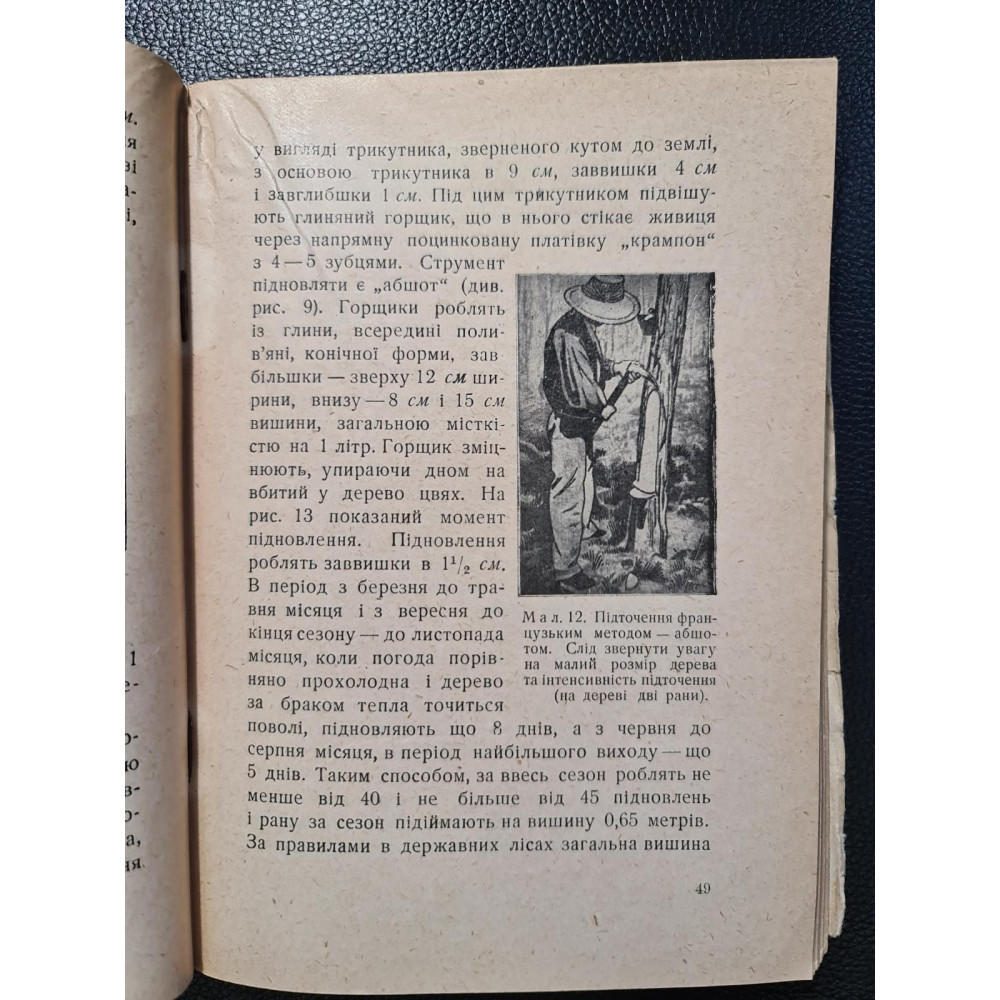 м.
я
ві
а-
і,
1
е-
о-
ю
в-
о-
а,
ня.
у вигляді трикутника, зверненого кутом до землі,
з основою трикутника в 9 см, заввишки 4 см
і завглибшки 1 см. Під цим трикутником підвішу-
ють глиняний горщик, що в нього стікає живиця
через напрямну поцинковану платівку „крампон“
з 4—5 зубцями. Струмент
підновляти є „абшот“ (див.
рис. 9). Горщики роблять
із глини, всередині поли-
в’яні, конічної форми, зав
більшки — зверху 12 см ши-
рини, внизу — 8 см і 15 см
вишини, загальною місткі-
стю на 1 літр. Горщик зміц-
нюють, упираючи дном на
вбитий у дерево цвях. На
рис. 13 показаний момент
підновлення. Підновлення
роблять заввишки в 1¹/₂ см.
В період з березня до тра-
вня місяця і з вересня до
кінця сезону — до листопада
місяця, коли погода порів-
няно прохолодна і дерево
за браком тепла точиться
поволі, підновляють що 8 днів, а з червня до
серпня місяця, в період найбільшого виходу — що
5 днів. Таким способом, за ввесь сезон роблять не
менше від 40 і не більше від 45 підновлень
і рану за сезон підіймають на вишину 0,65 метрів.
За правилами в державних лісах загальна вишина
Мал. 12. Підточення фран-
цузьким методом — абшо-
том. Слід звернути увагу
на малий розмір дерева
та інтенсивність підточення
(на дереві дві рани).
49